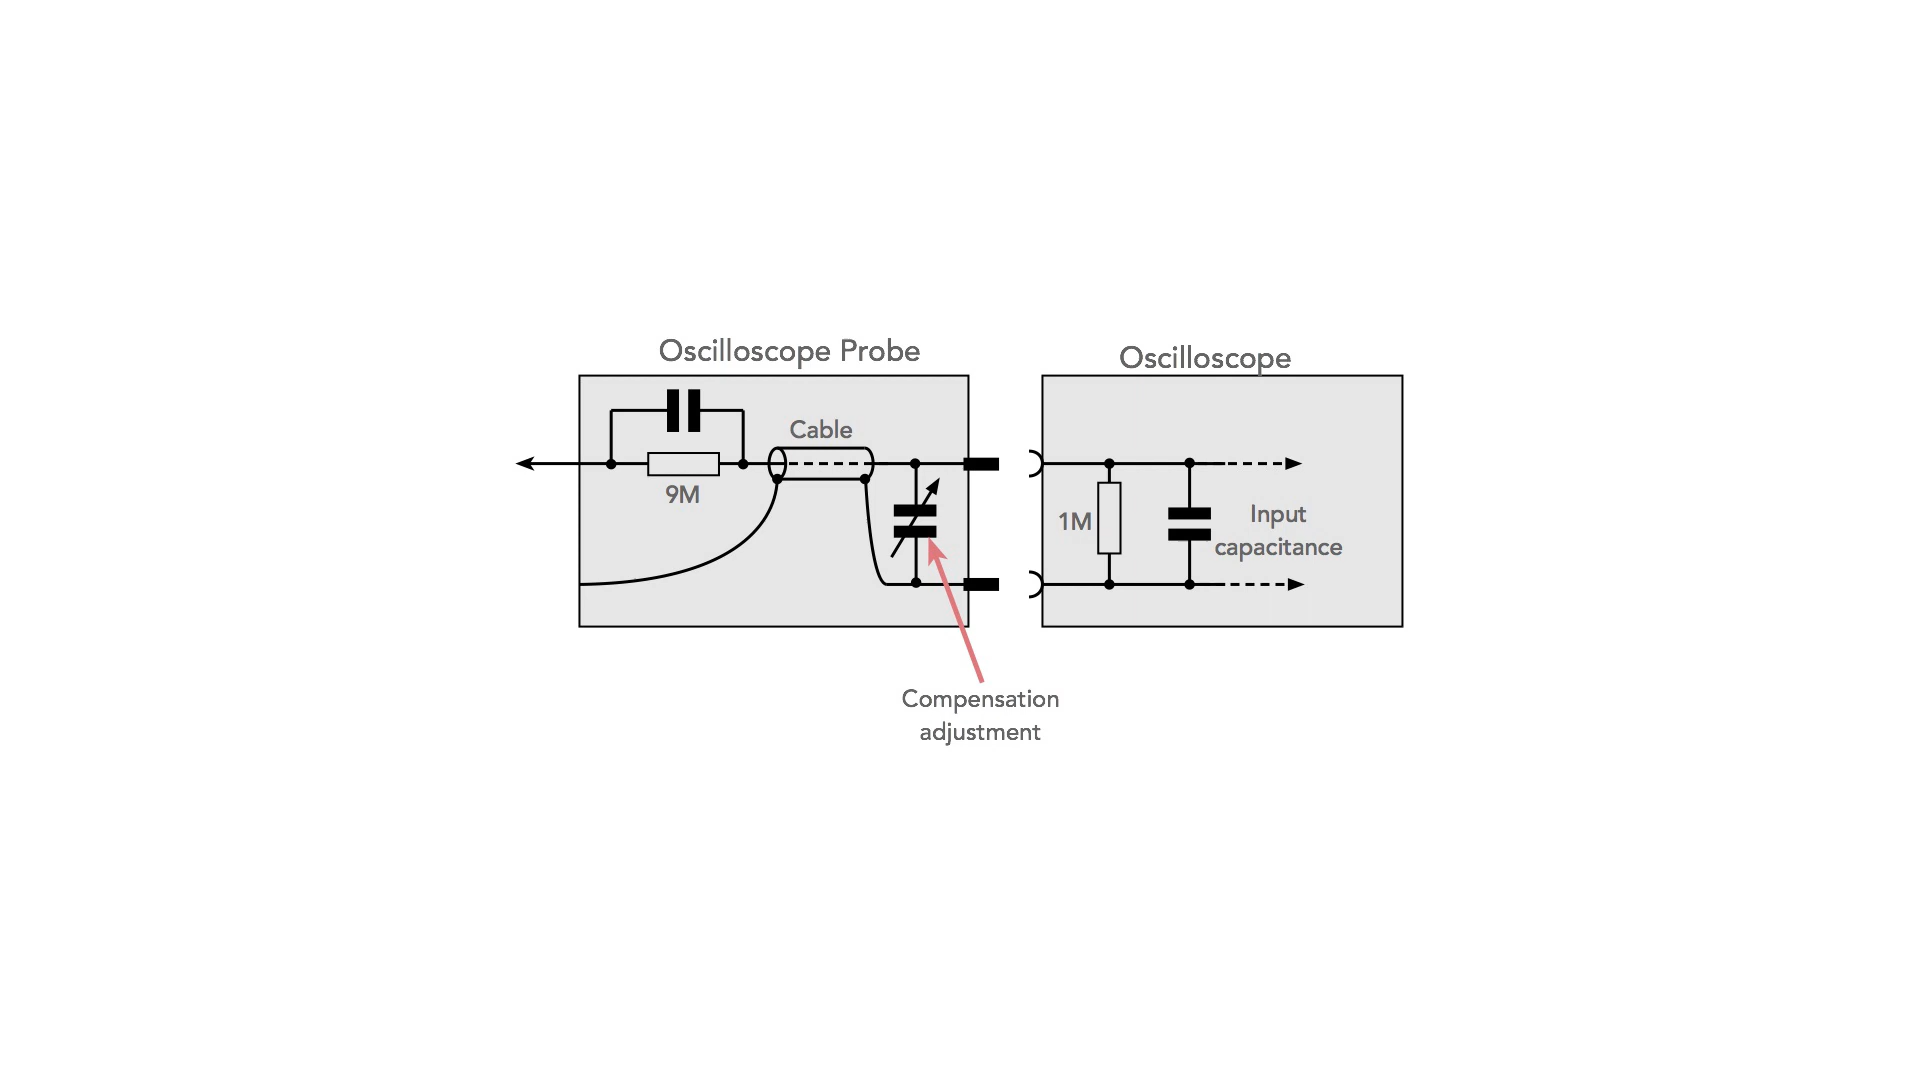 Oscilloscope Probe
Oscilloscope
Cable
9M
1M
Input
capacitance
Compensation
adjustment